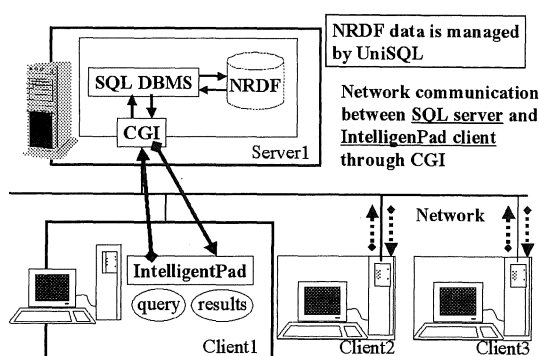 NRDF data is managed
by UniSQL
SQL DBMS
NRDF
CGI
Server1
Network communication
between SQL server and
IntelligenPad client
through CGI
Network
IntelligentPad
query
results
Client1
Client2
Client3